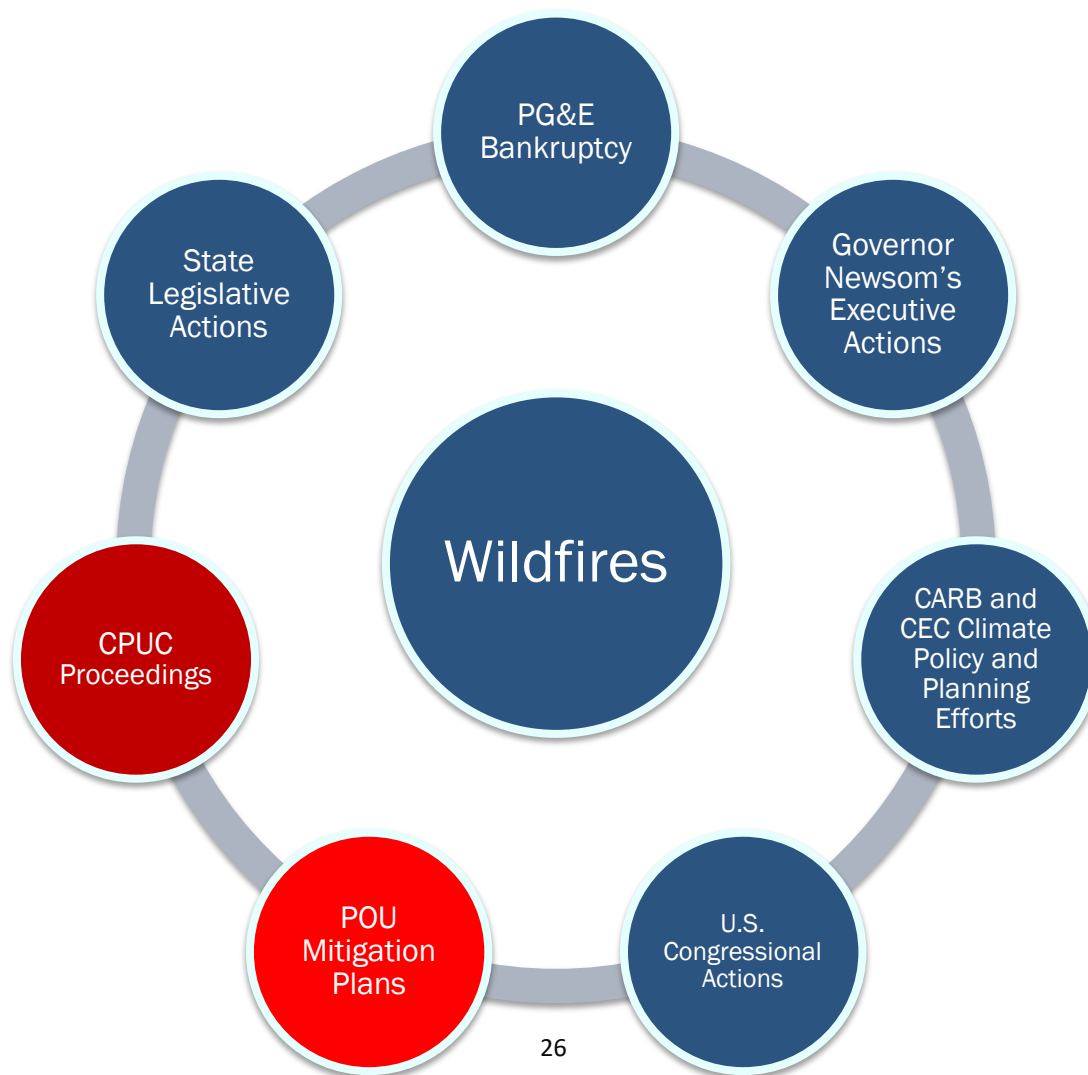 PG&E
Bankruptcy
Governor
Newsom’s
Executive
Actions
CARB and
CEC Climate
Policy and
Planning
Efforts
U.S.
Congressional
Actions
POU
Mitigation
Plans
CPUC
Proceedings
State
Legislative
Actions
Wildfires
26